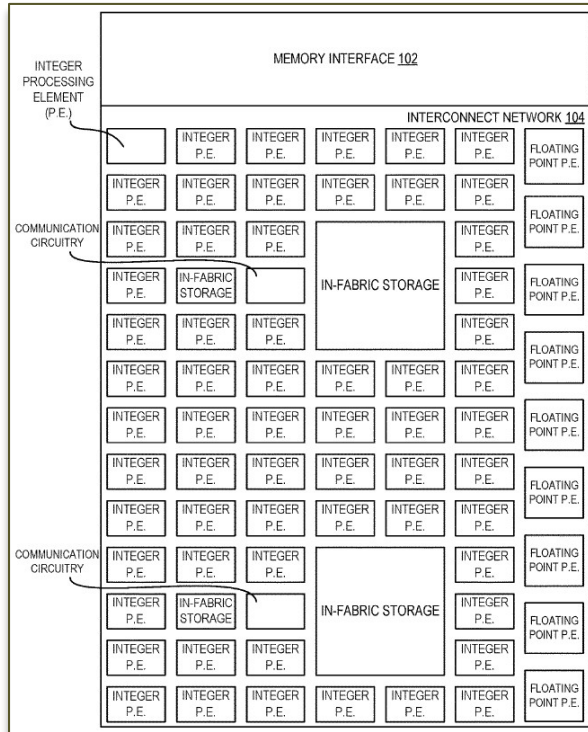 MEMORY INTERFACE 102
INTEGER
PROCESSING
ELEMENT
(P.E.)
INTERCONNECT NETWORK 104
INTEGER INTEGER INTEGER INTEGER INTEGER
P.E. P.E. P.E. P.E. P.E.
FLOATING
POINT P.E.
INTEGER INTEGER INTEGER INTEGER INTEGER INTEGER
P.E. P.E. P.E. P.E. P.E. P.E.
FLOATING
POINT P.E.
COMMUNICATION
CIRCUITRY
INTEGER INTEGER INTEGER INTEGER
P.E. P.E. P.E. P.E.
INTEGER IN-FABRIC IN-FABRIC STORAGE INTEGER
P.E. STORAGE P.E.
FLOATING
POINT P.E.
INTEGER INTEGER INTEGER INTEGER
P.E. P.E. P.E. P.E.
FLOATING
POINT P.E.
INTEGER INTEGER INTEGER INTEGER INTEGER INTEGER
P.E. P.E. P.E. P.E. P.E. P.E.
INTEGER INTEGER INTEGER INTEGER INTEGER INTEGER
P.E. P.E. P.E. P.E. P.E. P.E.
FLOATING
POINT P.E.
INTEGER INTEGER INTEGER INTEGER INTEGER INTEGER
P.E. P.E. P.E. P.E. P.E. P.E.
FLOATING
POINT P.E.
INTEGER INTEGER INTEGER INTEGER INTEGER INTEGER
P.E. P.E. P.E. P.E. P.E. P.E.
COMMUNICATION
CIRCUITRY
INTEGER INTEGER INTEGER INTEGER
P.E. P.E. P.E. P.E.
FLOATING
POINT P.E.
INTEGER IN-FABRIC IN-FABRIC STORAGE INTEGER
P.E. STORAGE P.E.
FLOATING
POINT P.E.
INTEGER INTEGER INTEGER INTEGER
P.E. P.E. P.E. P.E.
INTEGER INTEGER INTEGER INTEGER INTEGER INTEGER
P.E. P.E. P.E. P.E. P.E. P.E.
FLOATING
POINT P.E.